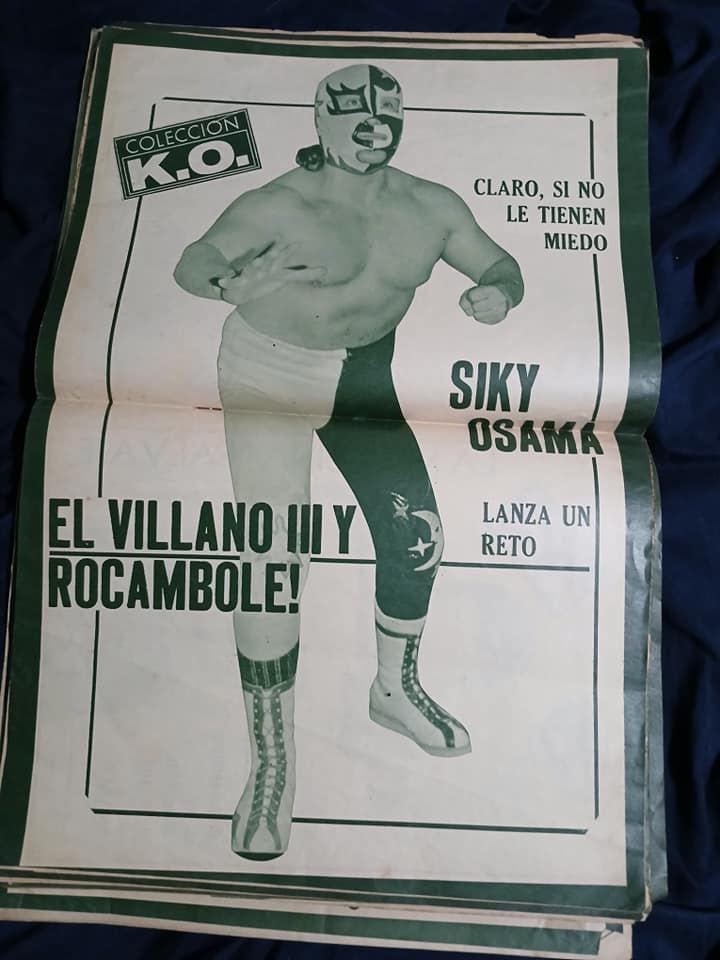 COLECCIÓN
K.O.
CLARO, SI NO
LE TIENEN
MIEDO
SIKY
OSAMA
LANZA UN
RETO
EL VILLANO III Y
ROCAMBOLE!